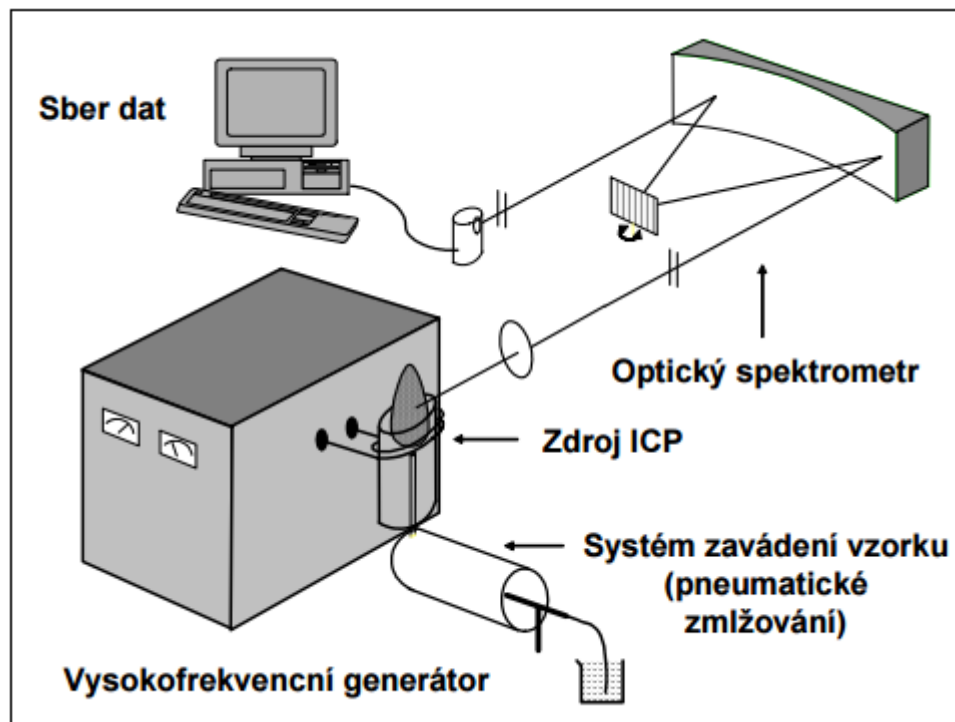 Sber dat
Optický spektrometr
Zdroj ICP
Systém zavádení vzorku
(pneumatické
zmlžování)
Vysokofrekvencní generátor